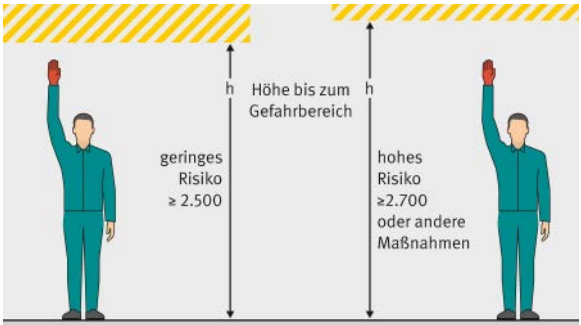 h
Höhe bis zum
Gefahrbereich
h
geringes
Risiko
≥ 2.500
hohes
Risiko
≥2.700
oder andere
Maßnahmen